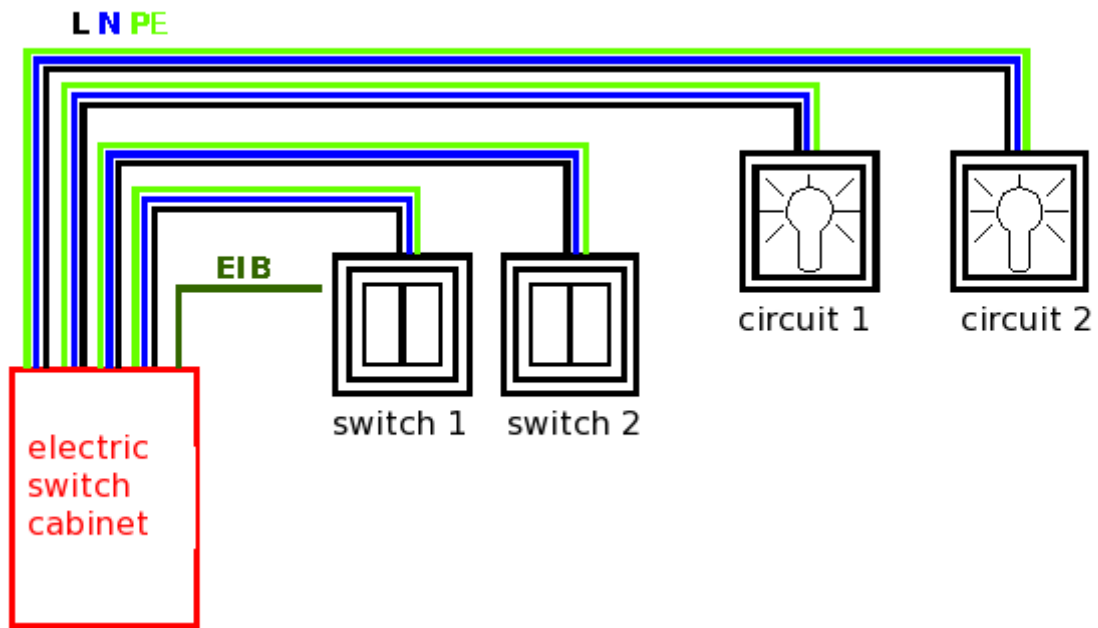 L N PE
EIB
circuit 1
circuit 2
switch 1
switch 2
electric
switch
cabinet